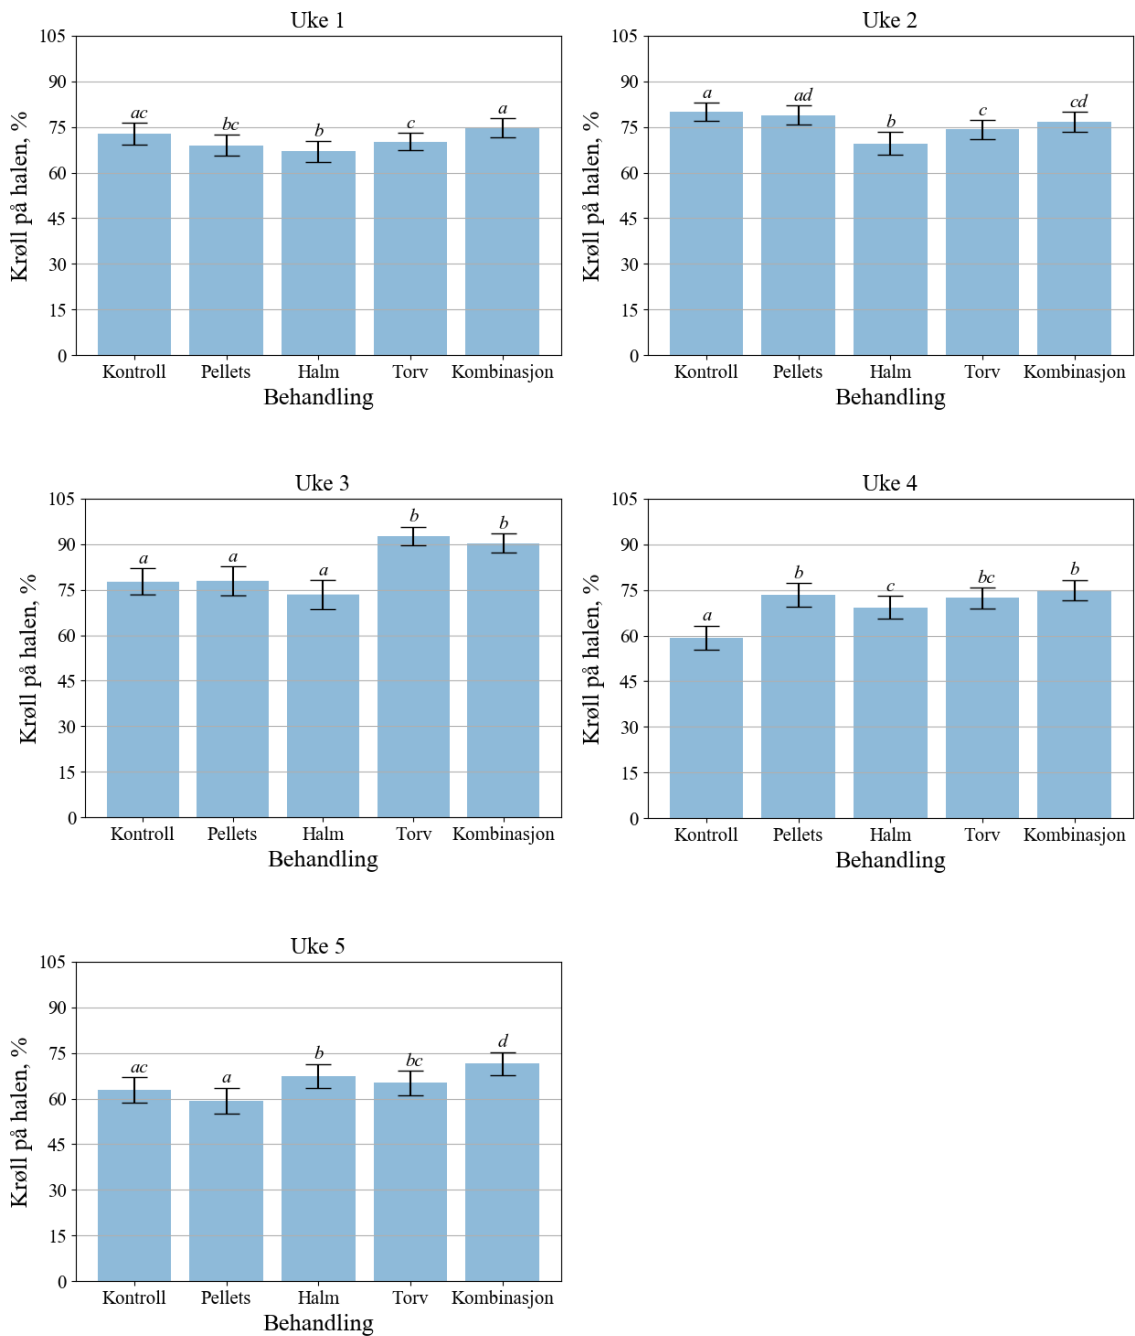 Uke 1
105
90
75
60
45
30
15
0
Krøll på halen, %
ac
bc
b
c
a
Kontroll Pellets Halm Torv Kombinasjon
Behandling
Uke 2
105
90
75
60
45
30
15
0
Krøll på halen, %
a
ad
b
c
cd
Kontroll Pellets Halm Torv Kombinasjon
Behandling
Uke 3
105
90
75
60
45
30
15
0
Krøll på halen, %
a
a
a
b
b
Kontroll Pellets Halm Torv Kombinasjon
Behandling
Uke 4
105
90
75
60
45
30
15
0
Krøll på halen, %
a
b
c
bc
b
Kontroll Pellets Halm Torv Kombinasjon
Behandling
Uke 5
105
90
75
60
45
30
15
0
Krøll på halen, %
ac
a
b
bc
d
Kontroll Pellets Halm Torv Kombinasjon
Behandling